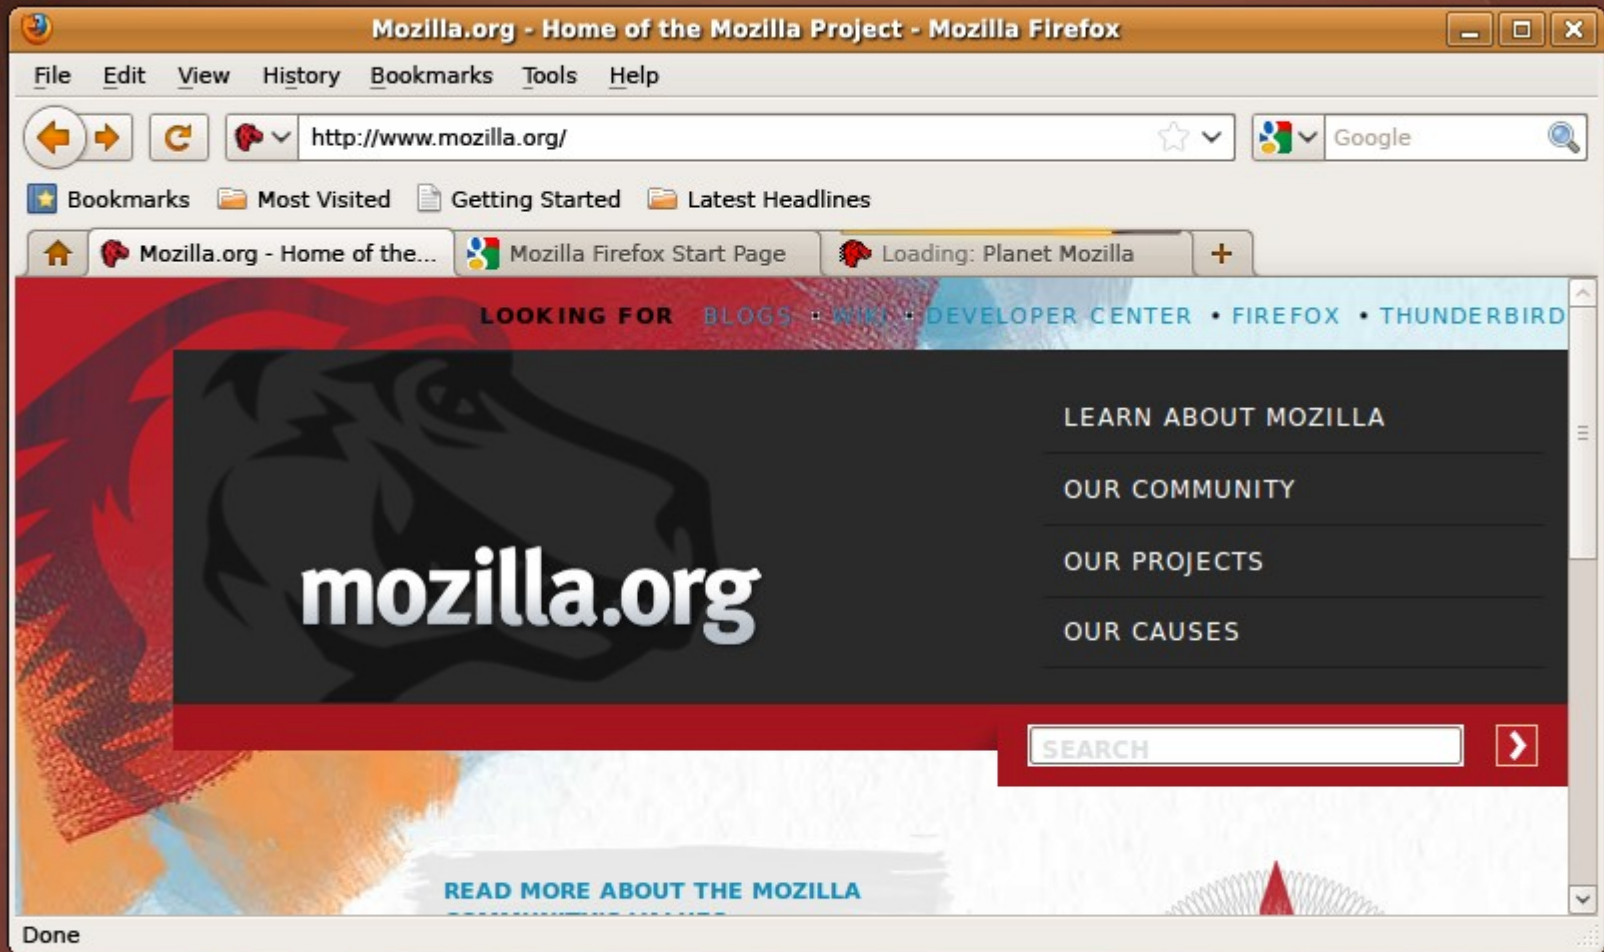 Mozilla.org - Home of the Mozilla Project - Mozilla Firefox
File Edit View History Bookmarks Tools Help
http://www.mozilla.org/ Google
Bookmarks Most Visited Getting Started Latest Headlines
Mozilla.org - Home of the... Mozilla Firefox Start Page Loading: Planet Mozilla +
LOOKING FOR BLOGS • WIKI • DEVELOPER CENTER • FIREFOX • THUNDERBIRD
LEARN ABOUT MOZILLA
OUR COMMUNITY
OUR PROJECTS
mozilla.org
OUR CAUSES
SEARCH
READ MORE ABOUT THE MOZILLA
Done